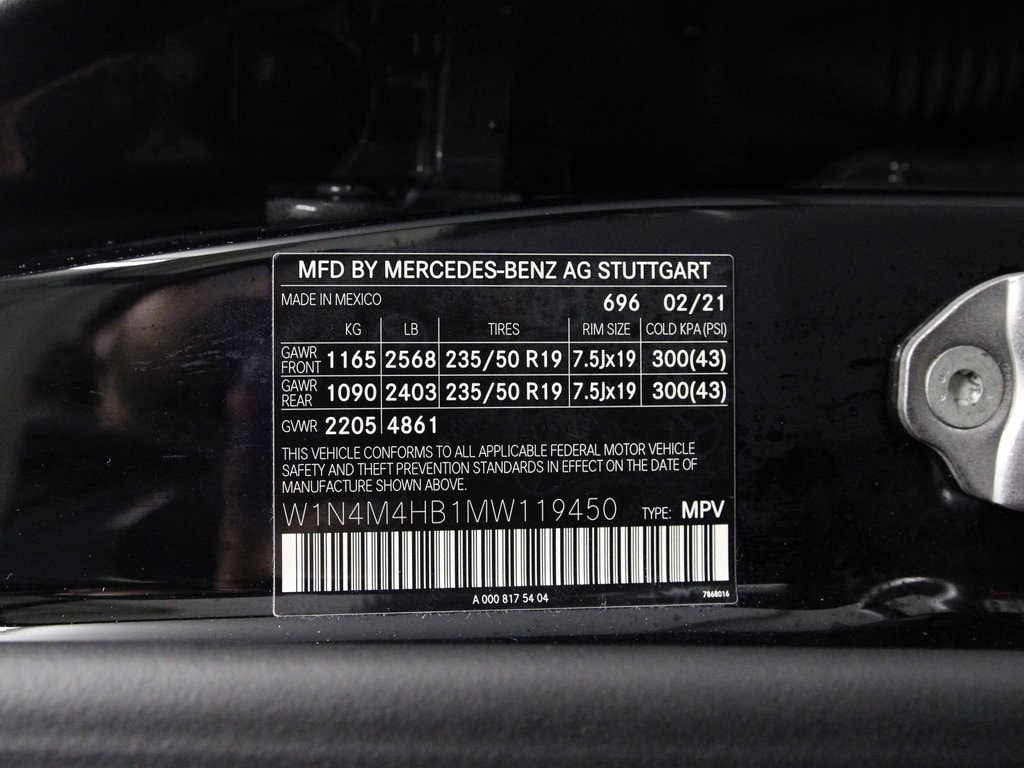 MFD BY MERCEDES-BENZ AG STUTTGART
MADE IN MEXICO 696 02/21
KG LB TIRES RIM SIZE COLD KPA (PSI)
GAWR FRONT 1165 2568 235/50 R19 7.5Jx19 300(43)
GAWR REAR 1090 2403 235/50 R19 7.5Jx19 300(43)
GVWR 2205 4861
THIS VEHICLE CONFORMS TO ALL APPLICABLE FEDERAL MOTOR VEHICLE
SAFETY AND THEFT PREVENTION STANDARDS IN EFFECT ON THE DATE OF
MANUFACTURE SHOWN ABOVE.
W1N4M4HB1MW119450 TYPE: MPV
A 000 817 54 04 7868016